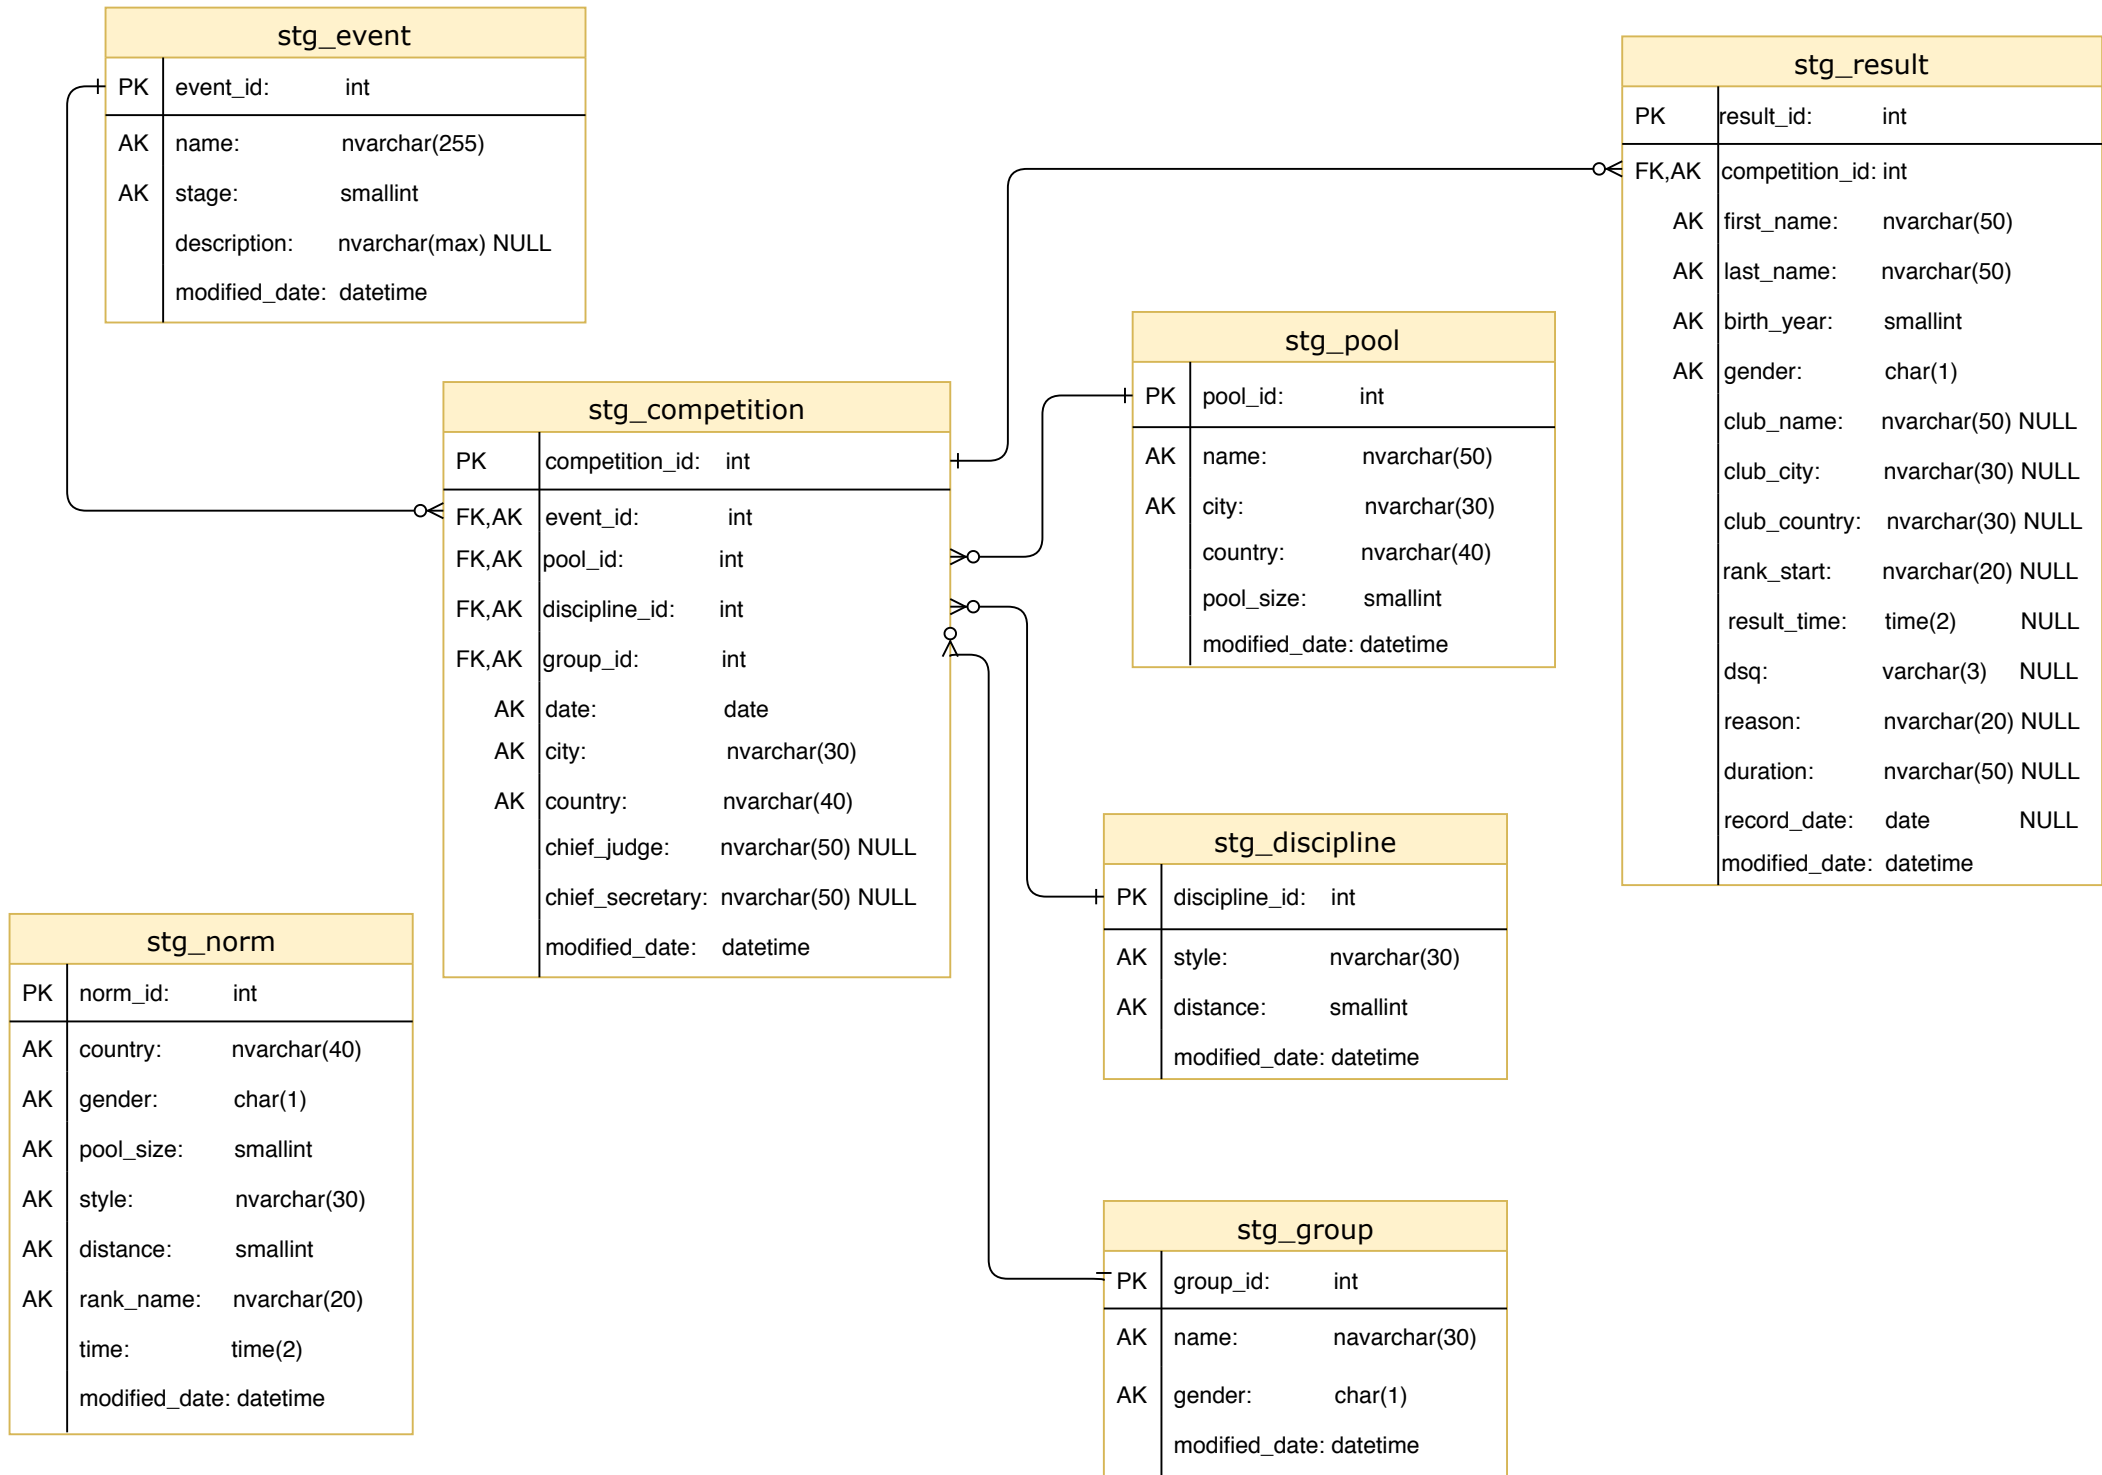 stg_event
PK event_id: int
AK name: nvarchar(255)
AK stage: smallint
description: nvarchar(max) NULL
modified_date: datetime
stg_competition
PK competition_id: int
FK,AK event_id: int
FK,AK pool_id: int
FK,AK discipline_id: int
FK,AK group_id: int
AK date: date
AK city: nvarchar(30)
AK country: nvarchar(40)
chief_judge: nvarchar(50) NULL
chief_secretary: nvarchar(50) NULL
modified_date: datetime
stg_norm
PK norm_id: int
AK country: nvarchar(40)
AK gender: char(1)
AK pool_size: smallint
AK style: nvarchar(30)
AK distance: smallint
AK rank_name: nvarchar(20)
time: time(2)
modified_date: datetime
stg_pool
PK pool_id: int
AK name: nvarchar(50)
AK city: nvarchar(30)
country: nvarchar(40)
pool_size: smallint
modified_date: datetime
stg_discipline
PK discipline_id: int
AK style: nvarchar(30)
AK distance: smallint
modified_date: datetime
stg_group
PK group_id: int
AK name: navarchar(30)
AK gender: char(1)
modified_date: datetime
stg_result
PK result_id: int
FK,AK competition_id: int
AK first_name: nvarchar(50)
AK last_name: nvarchar(50)
AK birth_year: smallint
AK gender: char(1)
club_name: nvarchar(50) NULL
club_city: nvarchar(30) NULL
club_country: nvarchar(30) NULL
rank_start: nvarchar(20) NULL
result_time: time(2) NULL
dsq: varchar(3) NULL
reason: nvarchar(20) NULL
duration: nvarchar(50) NULL
record_date: date NULL
modified_date: datetime